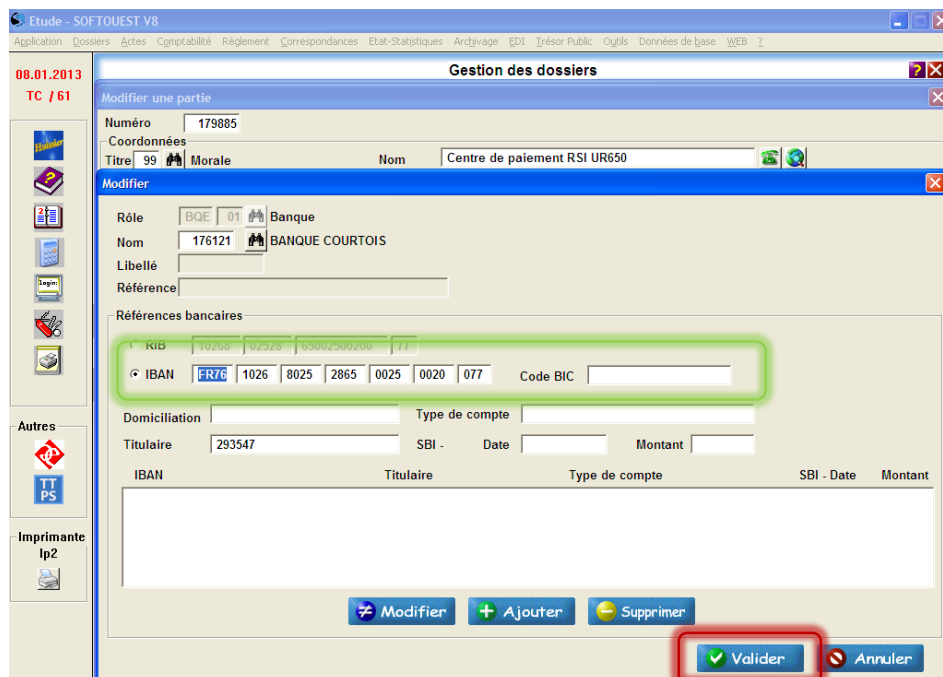 Etude - SOFTOUEST V8
Application Dossiers Actes Comptabilité Règlement Correspondances Etat-Statistiques Archivage EDI Trésor Public Outils Données de base WEB ?
08.01.2013
TC / 61
Gestion des dossiers
Modifier une partie
Numéro 179885
Coordonnées
Titre 99 Morale Nom Centre de paiement RSI UR650
Modifier
Rôle BQE 01 Banque
Nom 176121 BANQUE COURTOIS
Libellé
Référence
Références bancaires
RIB 10268 02528 65002500200 77
IBAN FR76 1026 8025 2865 0025 0020 077 Code BIC
Domiciliation Type de compte
Titulaire 293547 SBI - Date Montant
IBAN Titulaire Type de compte SBI - Date Montant
Huissier
2
Login:
Autres
TT
PS
Imprimante
lp2
Modifier Ajouter Supprimer
Valider Annuler